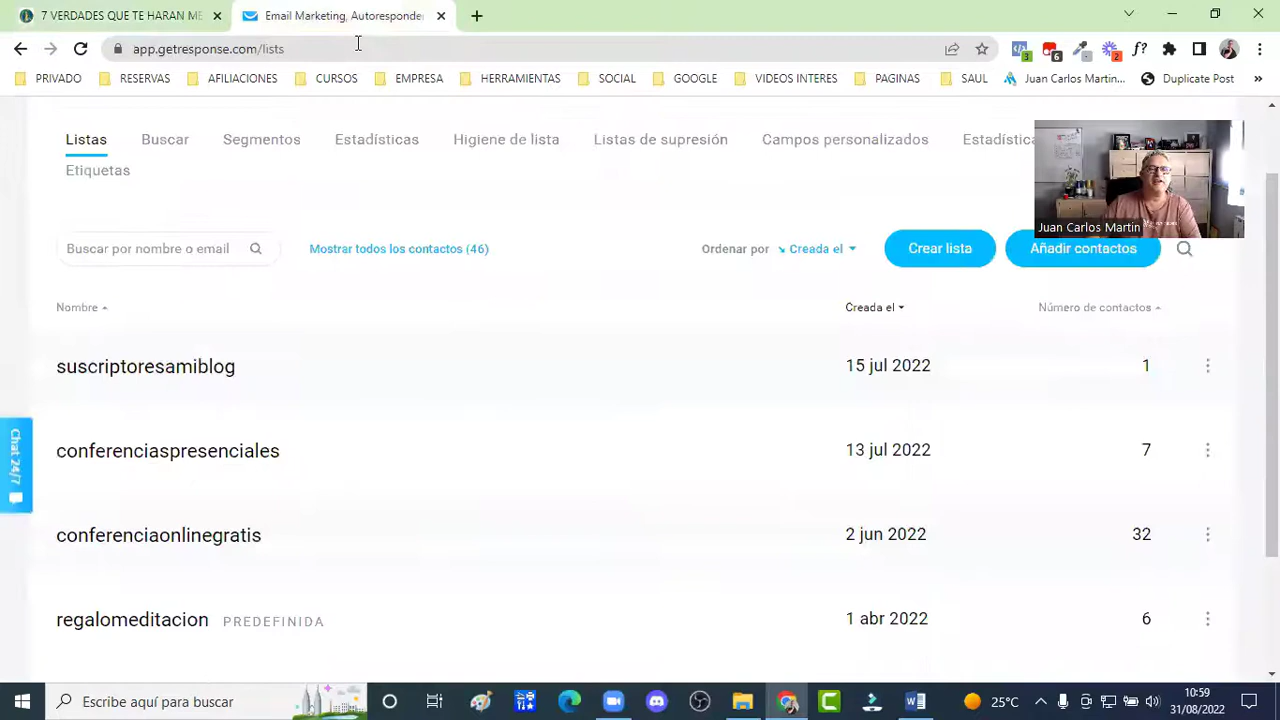 7 VERDADES QUE TE HARAN ME
Email Marketing, Autoresponder
app.getresponse.com/lists
3
6
2
f?
PRIVADO
RESERVAS
AFILIACIONES
CURSOS
EMPRESA
HERRAMIENTAS
SOCIAL
GOOGLE
VIDEOS INTERES
PAGINAS
SAUL
Juan Carlos Martin...
Duplicate Post
»
Listas
Buscar
Segmentos
Estadísticas
Higiene de lista
Listas de supresión
Campos personalizados
Etiquetas
Juan Carlos Martin
Buscar por nombre o email
Mostrar todos los contactos (46)
Ordenar por
Creada el
Crear lista
Añadir contactos
Nombre
Creada el
Número de contactos
suscriptoresamiblog
15 jul 2022
1
conferenciaspresenciales
13 jul 2022
7
conferenciaonlinegratis
2 jun 2022
32
regalomeditacion PREDEFINIDA
1 abr 2022
6
Chat 24/7
Escribe aquí para buscar
25°C
10:59
31/08/2022